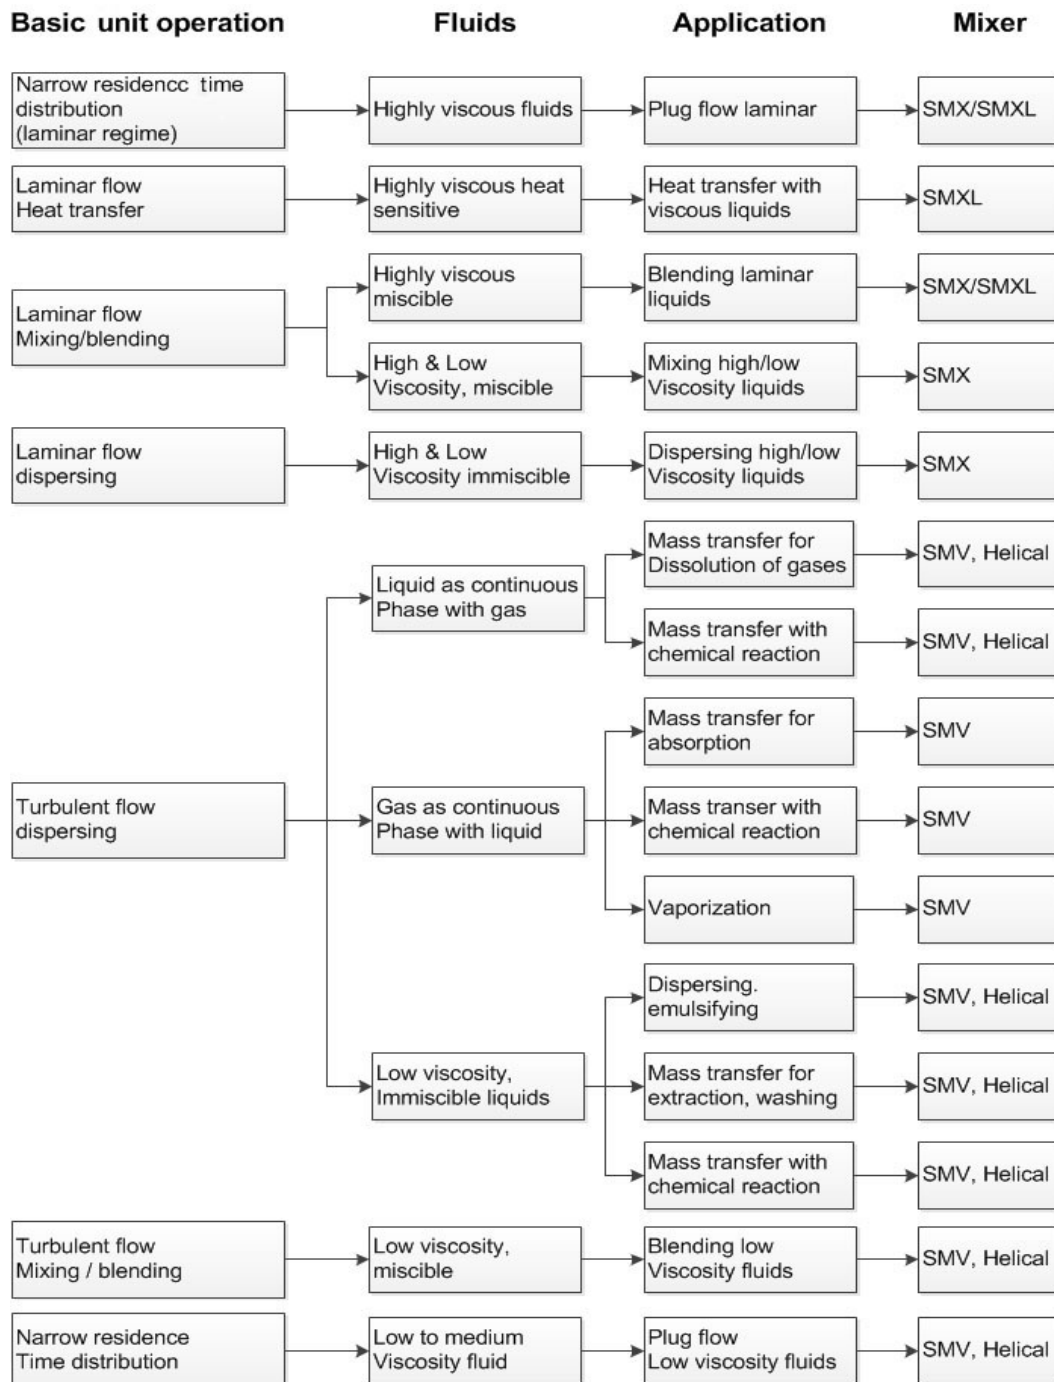 Basic unit operation Fluids Application Mixer
Narrow residencc time
distribution
(laminar regime)
Highly viscous fluids
Plug flow laminar
SMX/SMXL
Laminar flow
Heat transfer
Highly viscous heat
sensitive
Heat transfer with
viscous liquids
SMXL
Laminar flow
Mixing/blending
Highly viscous
miscible
Blending laminar
liquids
SMX/SMXL
High & Low
Viscosity, miscible
Mixing high/low
Viscosity liquids
SMX
Laminar flow
dispersing
High & Low
Viscosity immiscible
Dispersing high/low
Viscosity liquids
SMX
Turbulent flow
dispersing
Liquid as continuous
Phase with gas
Mass transfer for
Dissolution of gases
SMV, Helical
Mass transfer with
chemical reaction
SMV, Helical
Gas as continuous
Phase with liquid
Mass transfer for
absorption
SMV
Mass transer with
chemical reaction
SMV
Vaporization
SMV
Low viscosity,
Immiscible liquids
Dispersing.
emulsifying
SMV, Helical
Mass transfer for
extraction, washing
SMV, Helical
Mass transfer with
chemical reaction
SMV, Helical
Turbulent flow
Mixing / blending
Low viscosity,
miscible
Blending low
Viscosity fluids
SMV, Helical
Narrow residence
Time distribution
Low to medium
Viscosity fluid
Plug flow
Low viscosity fluids
SMV, Helical